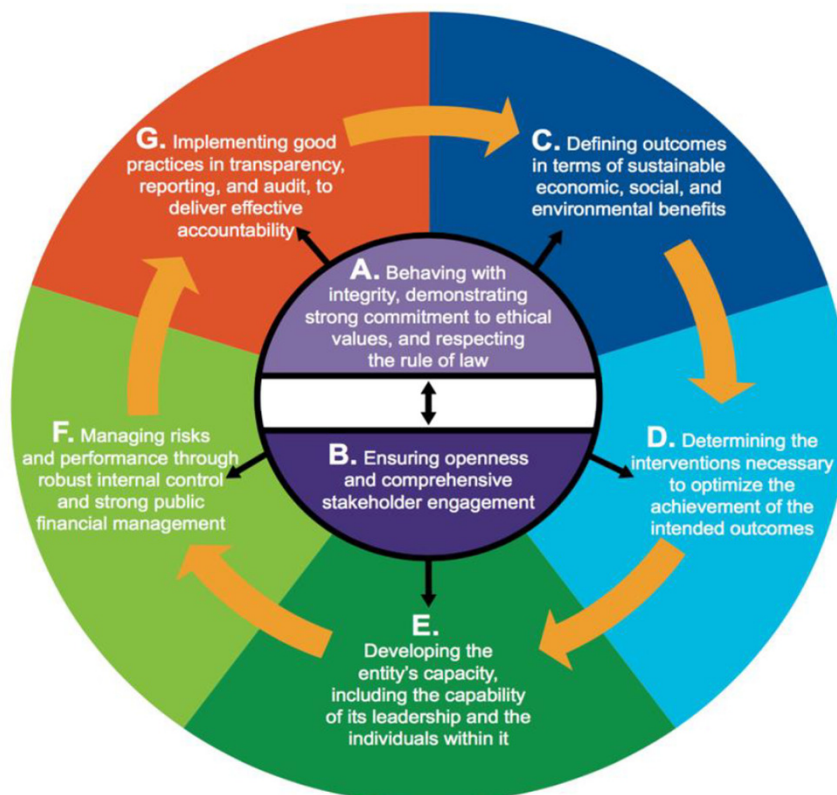 G. Implementing good
practices in transparency,
reporting, and audit, to
deliver effective
accountability
C. Defining outcomes
in terms of sustainable
economic, social, and
environmental benefits
A. Behaving with
integrity, demonstrating
strong commitment to ethical
values, and respecting
the rule of law
F. Managing risks
and performance through
robust internal control
and strong public
financial management
B. Ensuring openness
and comprehensive
stakeholder engagement
D. Determining the
interventions necessary
to optimize the
achievement of the
intended outcomes
E.
Developing the
entity's capacity,
including the capability
of its leadership and the
individuals within it